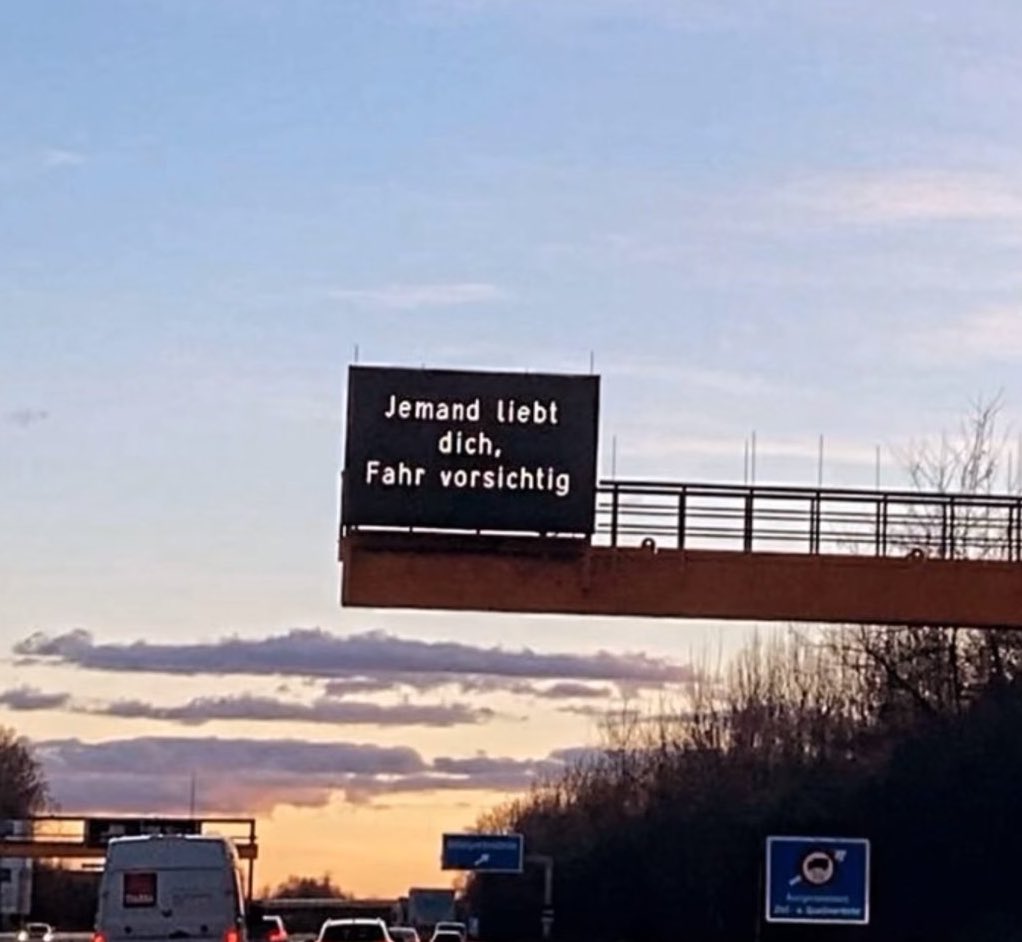 Jemand liebt
dich,
Fahr vorsichtig